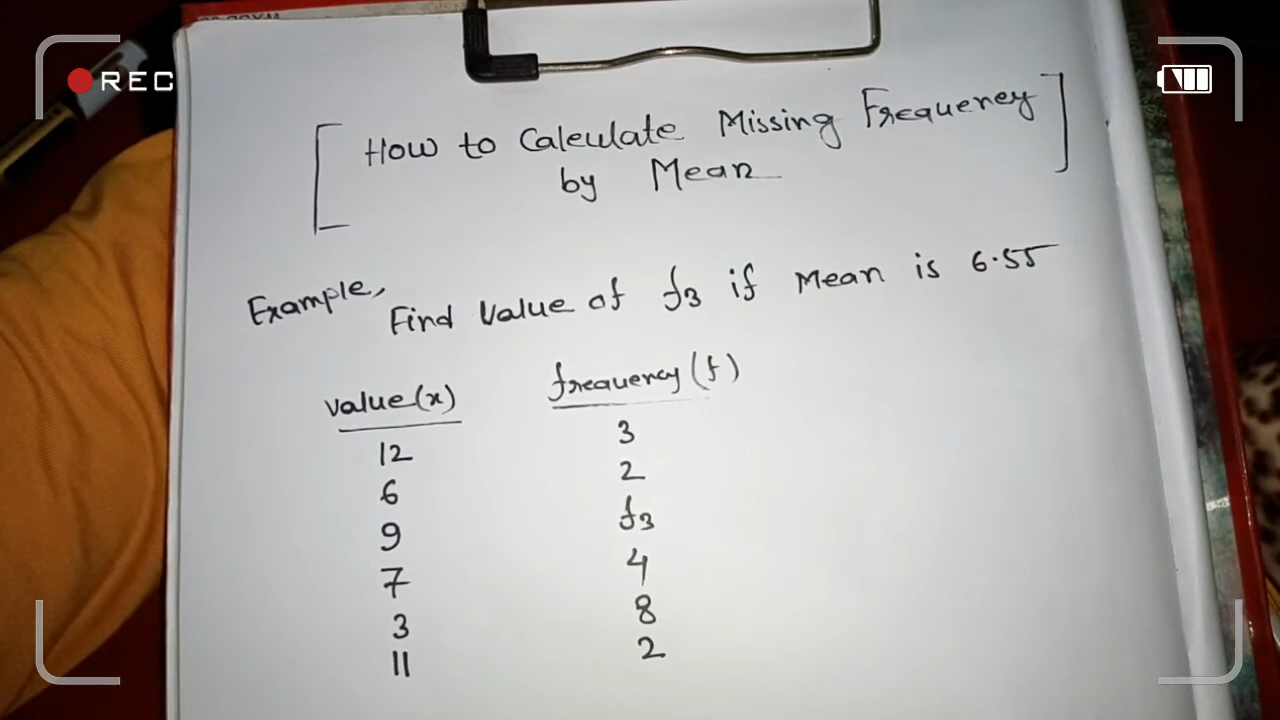 REC
How to Calculate Missing Frequency
by Mean
Example,
Find Value of f3 if Mean is 6.55
Value(x) frequency(f)
12 3
6 2
9 f3
7 4
3 8
11 2